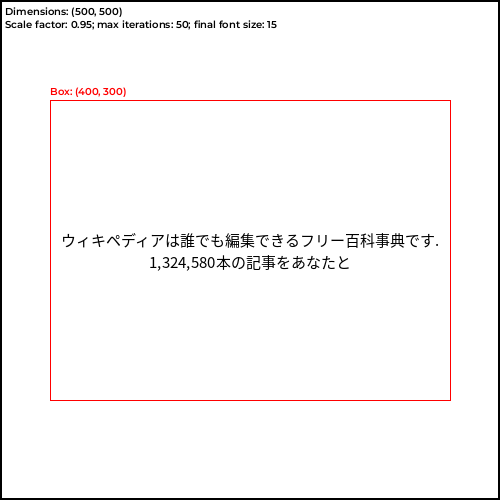 Dimensions: (500, 500)
Scale factor: 0.95; max iterations: 50; final font size: 15
Box: (400, 300)
ウィキペディアは誰でも編集できるフリー百科事典です.
1,324,580本の記事をあなたと